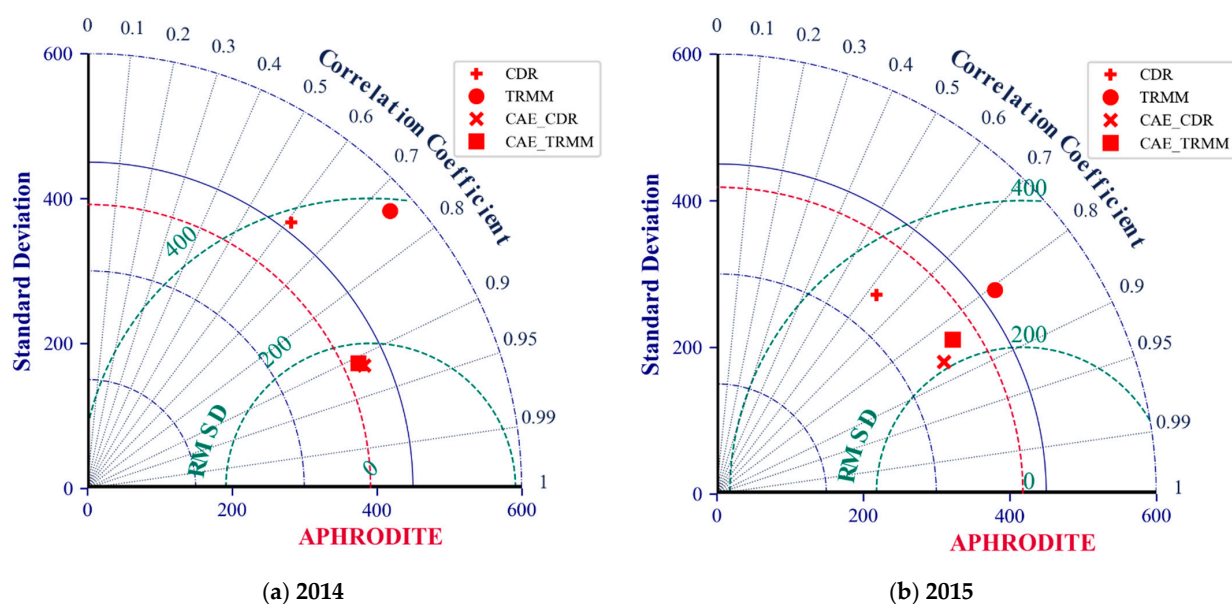 0
0.1
0.2
0.3
0.4
0.5
0.6
0.7
0.8
0.9
0.95
0.99
1
Correlation Coefficient
CDR
TRMM
CAE_CDR
CAE_TRMM
Standard Deviation
600
400
200
0
400
200
0
RMSD
0
200
400
600
APHRODITE
(a) 2014
0
0.1
0.2
0.3
0.4
0.5
0.6
0.7
0.8
0.9
0.95
0.99
1
Correlation Coefficient
CDR
TRMM
CAE_CDR
CAE_TRMM
Standard Deviation
600
400
200
0
400
200
0
RMSD
0
200
400
600
APHRODITE
(b) 2015